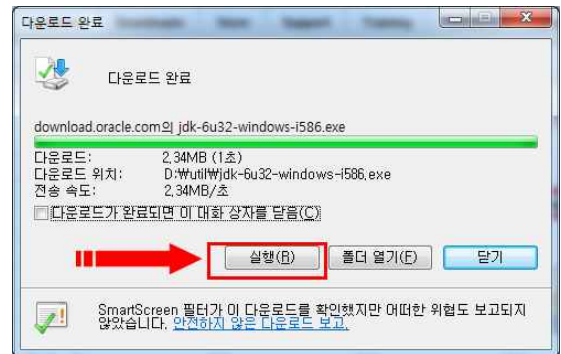 다운로드 완료
다운로드 완료
download.oracle.com의 jdk-6u32-windows-i586.exe
다운로드: 2,34MB (1초)
다운로드 위치: D:₩util₩jdk-6u32-windows-i586,exe
전송 속도: 2,34MB/초
다운로드가 완료되면 이 대화 상자를 닫음(C)
실행(R) 폴더 열기(F) 닫기
SmartScreen 필터가 이 다운로드를 확인했지만 어떠한 위협도 보고되지
않았습니다. 안전하지 않은 다운로드 보고.